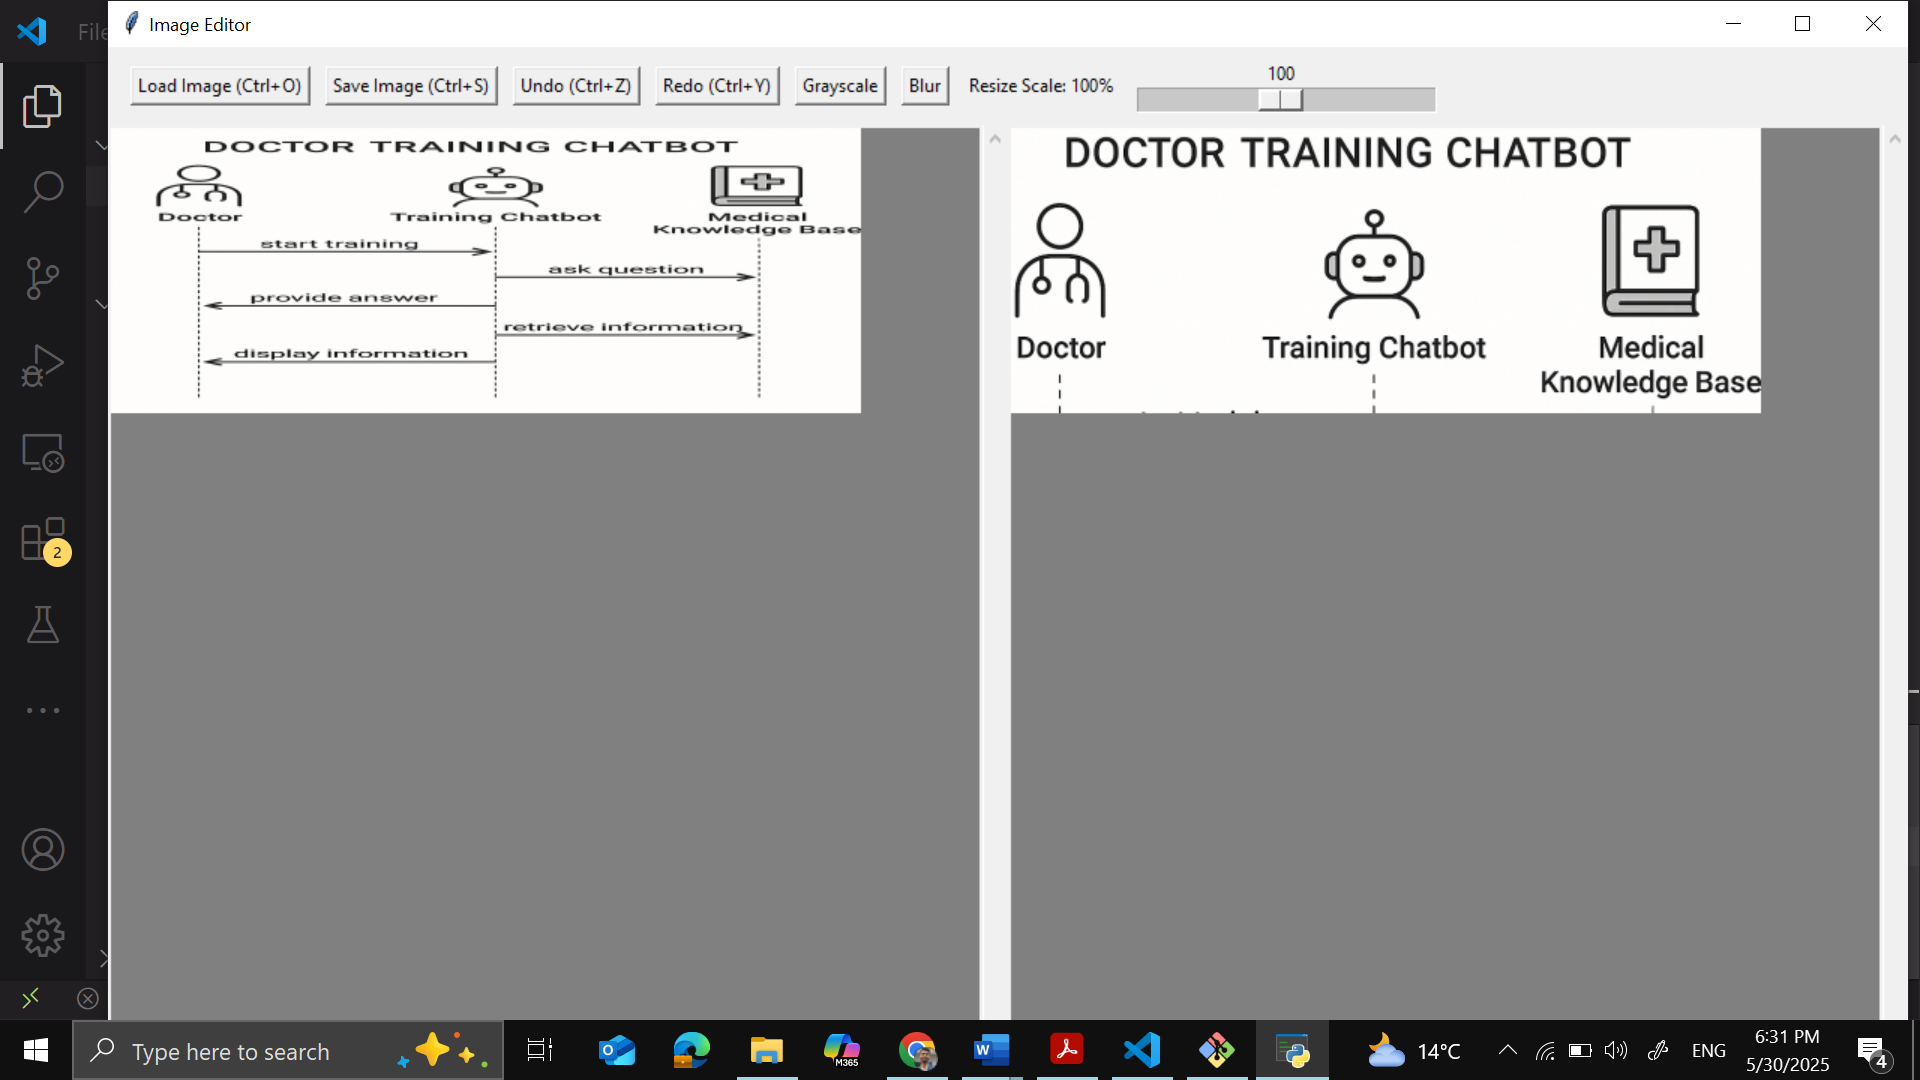 File
Image Editor
Load Image (Ctrl+O)
Save Image (Ctrl+S)
Undo (Ctrl+Z)
Redo (Ctrl+Y)
Grayscale
Blur
Resize Scale: 100%
100
DOCTOR TRAINING CHATBOT
Doctor
Training Chatbot
Medical
Knowledge Base
start training
ask question
provide answer
retrieve information
display information
DOCTOR TRAINING CHATBOT
Doctor
Training Chatbot
Medical
Knowledge Base
2
Type here to search
M365
14°C
ENG
6:31 PM
5/30/2025
4